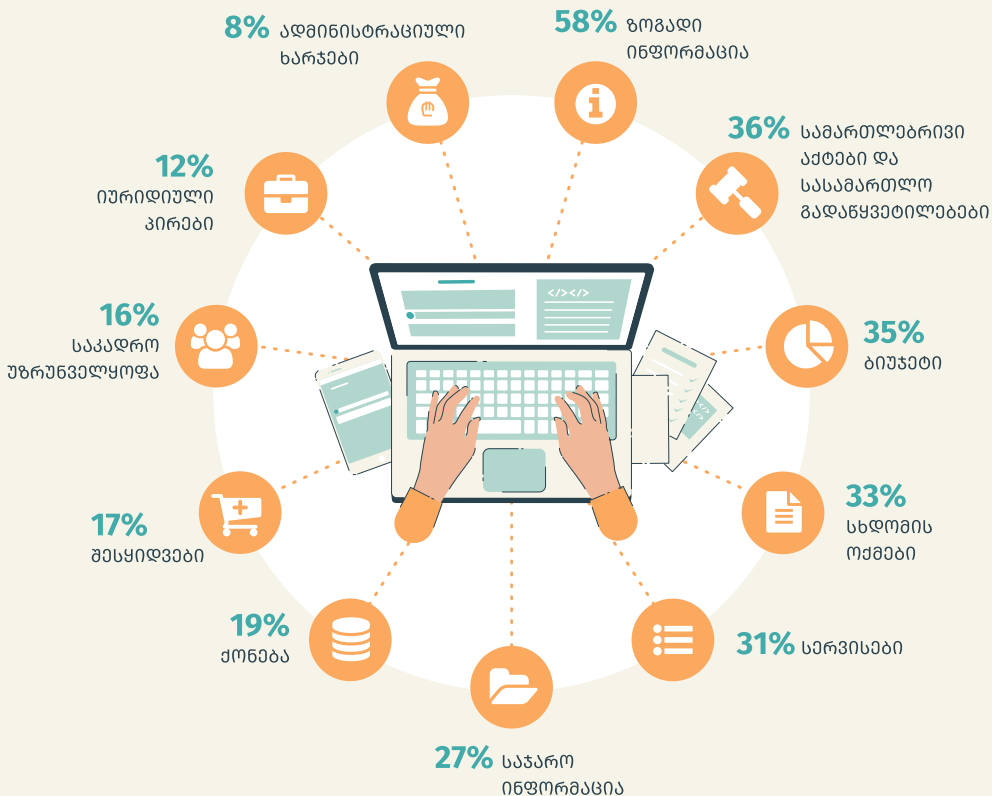 58% ზოგადი
ინფორმაცია
36% სამართლებრივი
აქტები და
სასამართლო
გადაწყვეტილებები
35%
ბიუჯეტი
33%
სხდომის
ოქმები
31% სერვისები
27% საჯარო
ინფორმაცია
19%
ქონება
17%
შესყიდვები
16%
საკადრო
უზრუნველყოფა
12%
იურიდიული
პირები
8% ადმინისტრაციული
ხარჯები
</></>
</>